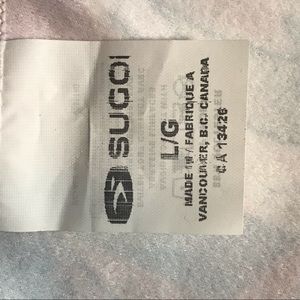 SUGOI
L/G
MADE IN / FABRIQUE A
VANCOUVER, B.C. CANADA
CA 13426